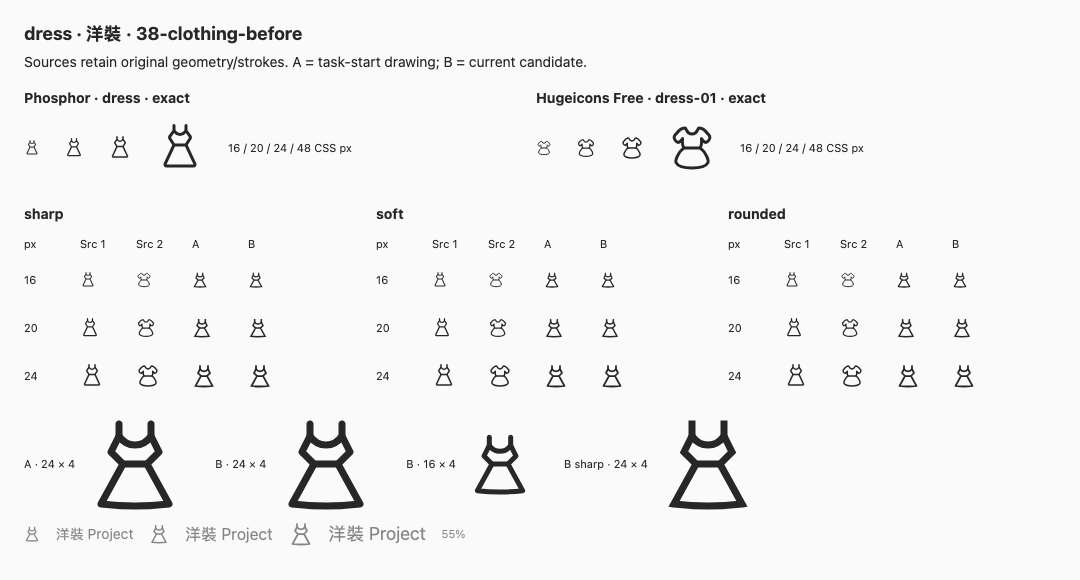 dress · 洋裝 · 38-clothing-before
Sources retain original geometry/strokes. A = task-start drawing; B = current candidate.
Phosphor · dress · exact
Hugeicons Free · dress-01 · exact
16 / 20 / 24 / 48 CSS px
16 / 20 / 24 / 48 CSS px
sharp
soft
rounded
px Src 1 Src 2 A B
px Src 1 Src 2 A B
px Src 1 Src 2 A B
16
16
16
20
20
20
24
24
24
A · 24 × 4
B · 24 × 4
B · 16 × 4
B sharp · 24 × 4
洋裝 Project
洋裝 Project
洋裝 Project
55%